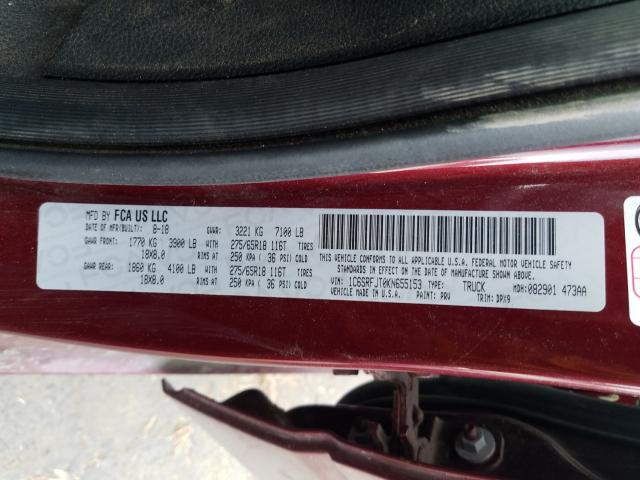 MFD BY FCA US LLC
DATE OF MFR(BUILT): 8-18 GVWR: 3221 KG 7100 LB
GAWR FRONT: 1770 KG 3900 LB WITH 275/65R18 116T TIRES
18X8.0 RIMS AT 250 KPA ( 36 PSI) COLD
GAWR REAR: 1860 KG 4100 LB WITH 275/65R18 116T TIRES
18X8.0 RIMS AT 250 KPA ( 36 PSI) COLD
THIS VEHICLE CONFORMS TO ALL APPLICABLE U.S.A. FEDERAL MOTOR VEHICLE SAFETY
STANDARDS IN EFFECT ON THE DATE OF MANUFACTURE SHOWN ABOVE.
VIN: 1C6SRFJT0KN655153 TYPE: TRUCK MDH:082901 473AA
VEHICLE MADE IN U.S.A. PAINT: PRV TRIM: DPX9